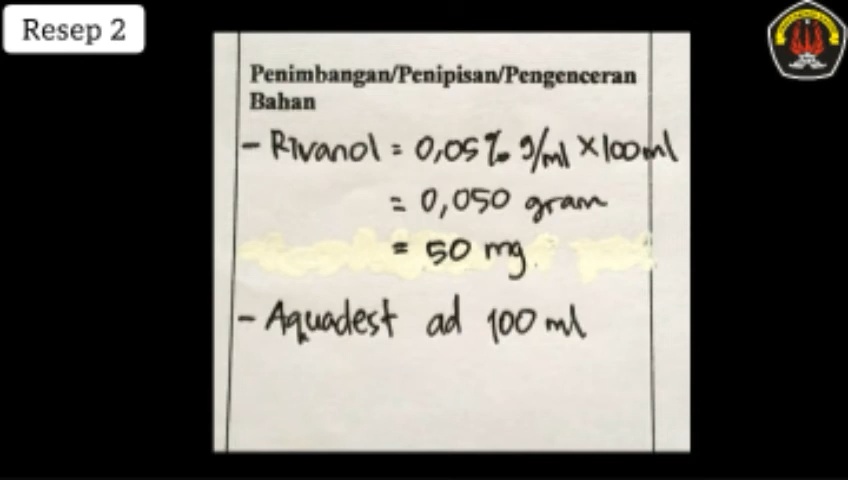 Resep 2
Penimbangan/Penipisan/Pengenceran
Bahan
- Rivanol = 0,05% g/ml × 100 ml
= 0,050 gram
= 50 mg
- Aquadest ad 100 ml